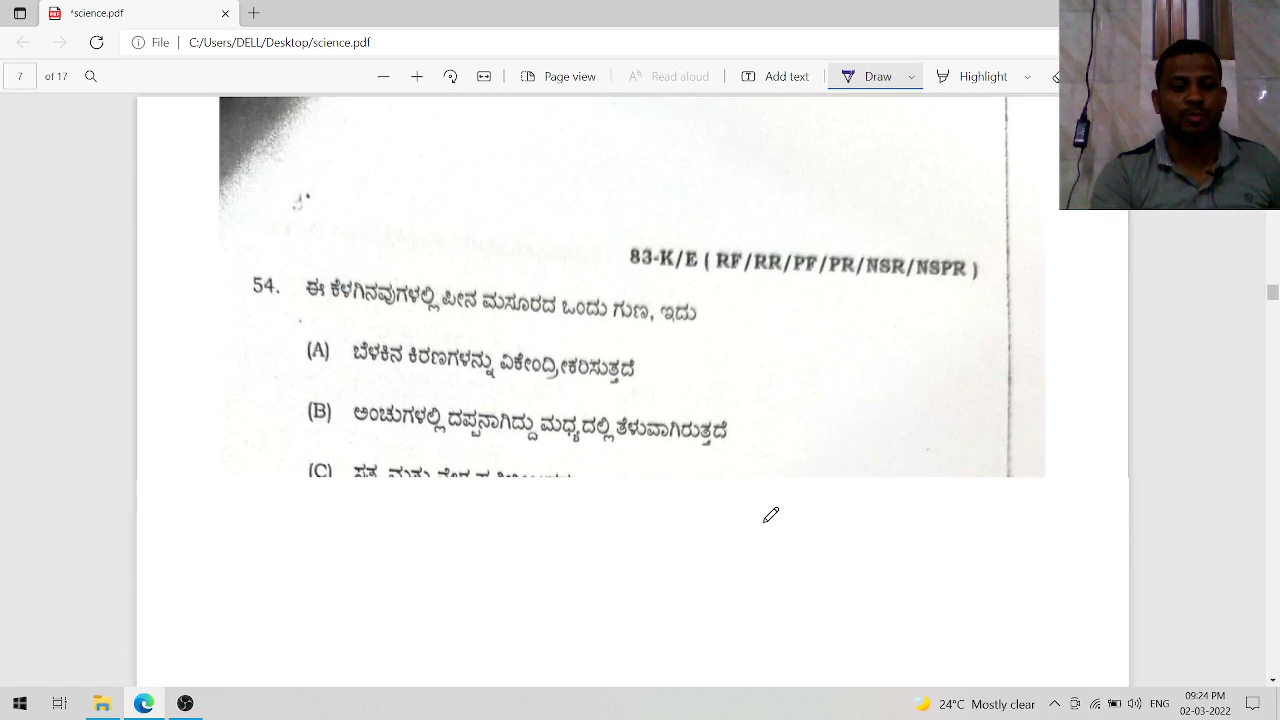 *science.pdf
File | C:/Users/DELL/Desktop/science.pdf
7 of 17
Page view
Read aloud
Add text
Draw
Highlight
83-K/E ( RF/RR/PF/PR/NSR/NSPR )
54. ಈ ಕೆಳಗಿನವುಗಳಲ್ಲಿ ಪೀನ ಮಸೂರದ ಒಂದು ಗುಣ, ಇದು
(A) ಬೆಳಕಿನ ಕಿರಣಗಳನ್ನು ವಿಕೇಂದ್ರೀಕರಿಸುತ್ತದೆ
(B) ಅಂಚುಗಳಲ್ಲಿ ದಪ್ಪನಾಗಿದ್ದು ಮಧ್ಯದಲ್ಲಿ ತೆಳುವಾಗಿರುತ್ತದೆ
(C) ಸತ್ಯ ಮತ್ತು ನೇರ
24°C Mostly clear
ENG
09:24 PM
02-03-2022